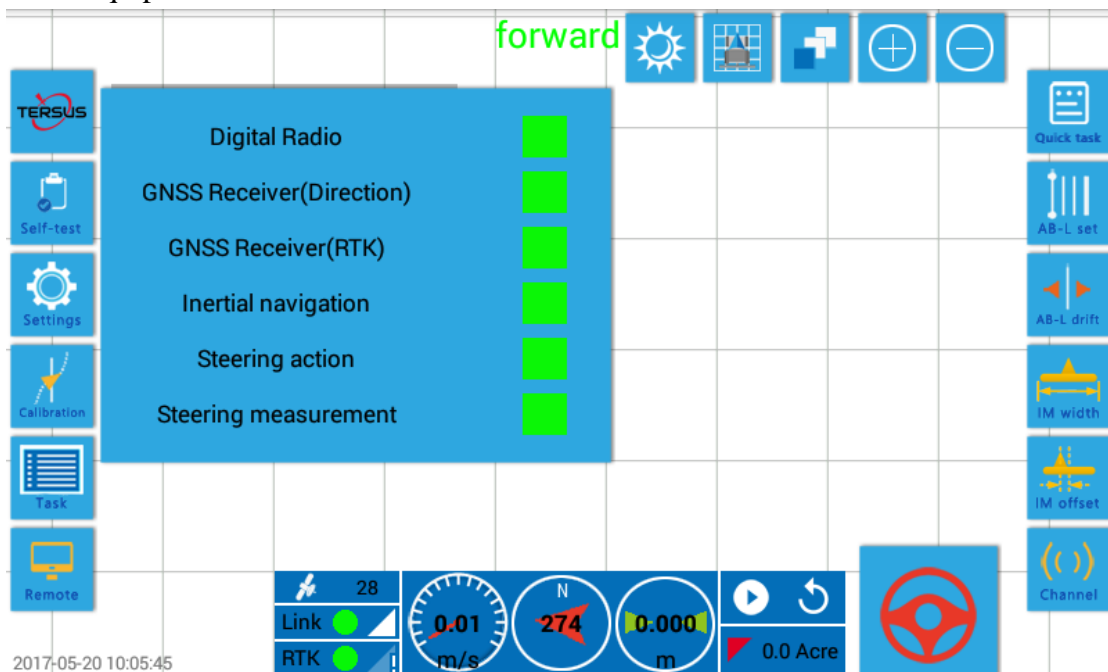 forward
TERSUS
Self-test
Settings
Calibration
Task
Remote
Digital Radio
GNSS Receiver(Direction)
GNSS Receiver(RTK)
Inertial navigation
Steering action
Steering measurement
Quick task
AB-L set
AB-L drift
IM width
IM offset
Channel
28
Link
RTK
0.01
m/s
N
274
0.000
m
0.0 Acre
2017-05-20 10:05:45